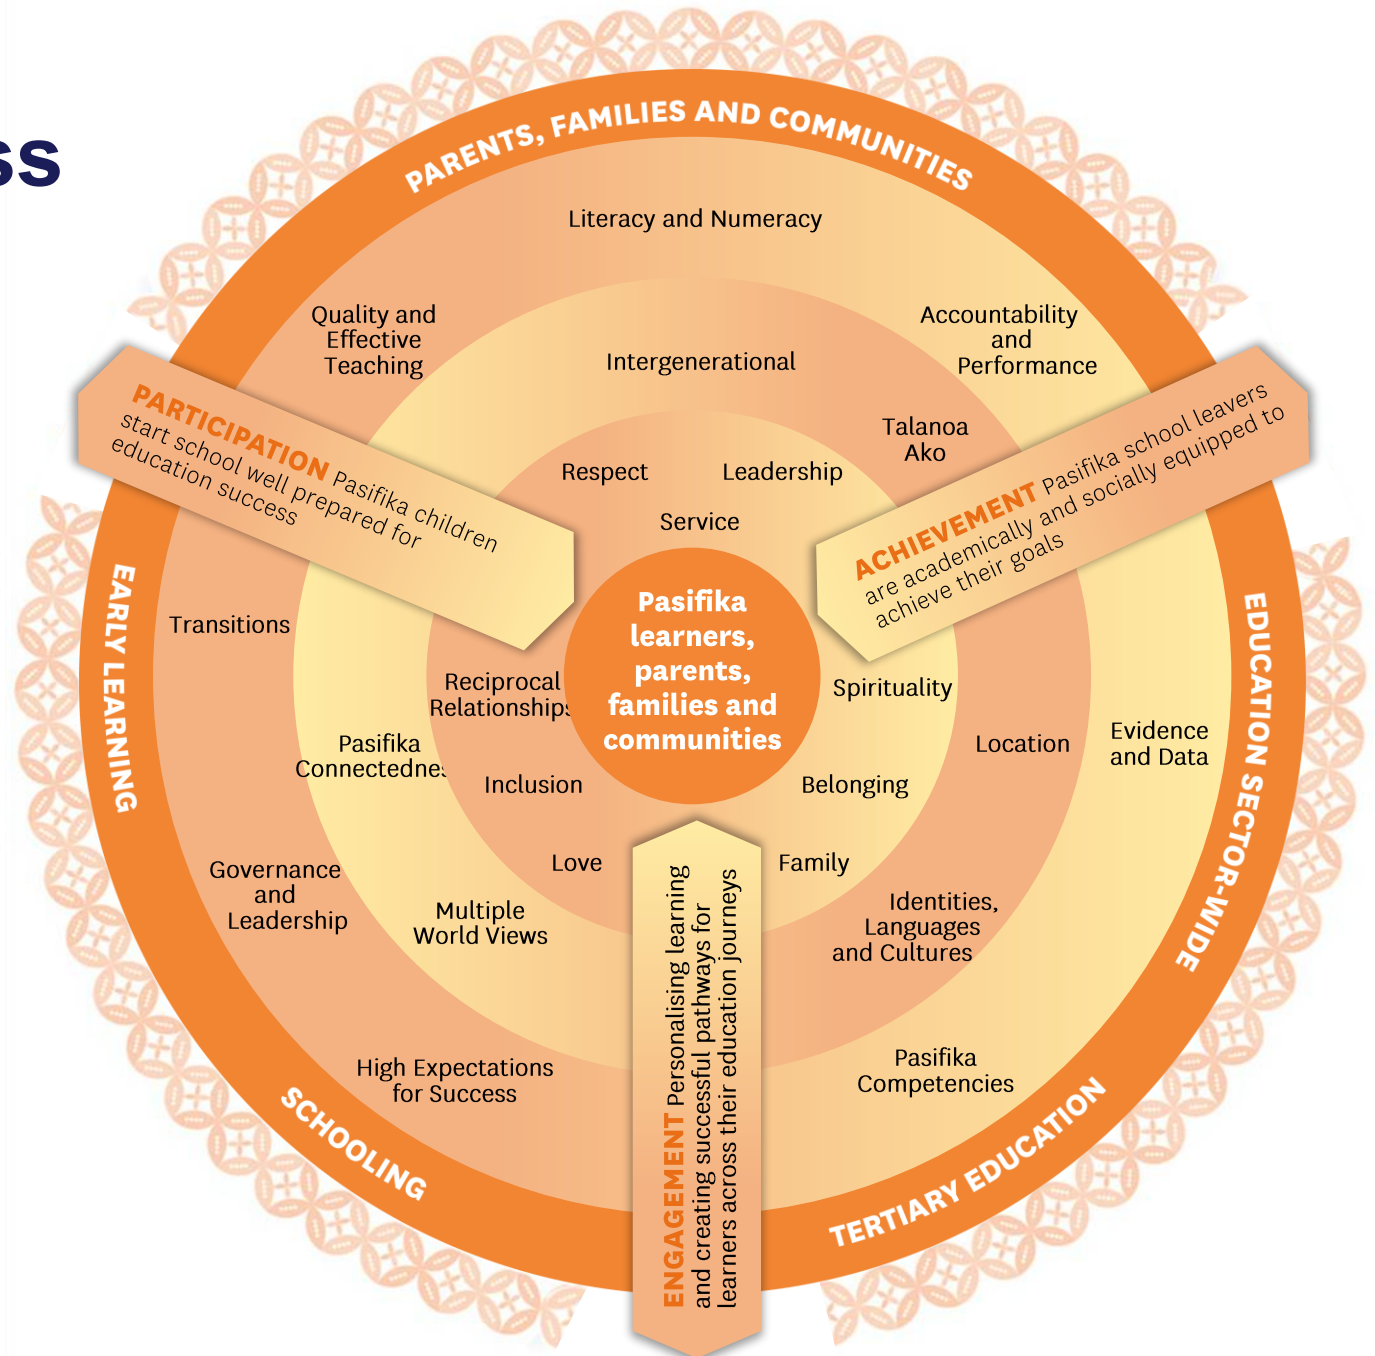 ss
PARENTS, FAMILIES AND COMMUNITIES
Literacy and Numeracy
Quality and
Effective
Teaching
Accountability
and
Performance
Intergenerational
Talanoa
Ako
Respect
Leadership
Service
PARTICIPATION Pasifika children
start school well prepared for
education success
ACHIEVEMENT Pasifika school leavers
are academically and socially equipped to
achieve their goals
EARLY LEARNING
EDUCATION SECTOR-WIDE
Transitions
Pasifika
learners,
parents,
families and
communities
Reciprocal
Relationships
Spirituality
Pasifika
Connectednes
Location
Evidence
and Data
Inclusion
Belonging
Love
Family
Governance
and
Leadership
Multiple
World Views
Identities,
Languages
and Cultures
High Expectations
for Success
Pasifika
Competencies
ENGAGEMENT Personalising learning
and creating successful pathways for
learners across their education journeys
SCHOOLING
TERTIARY EDUCATION